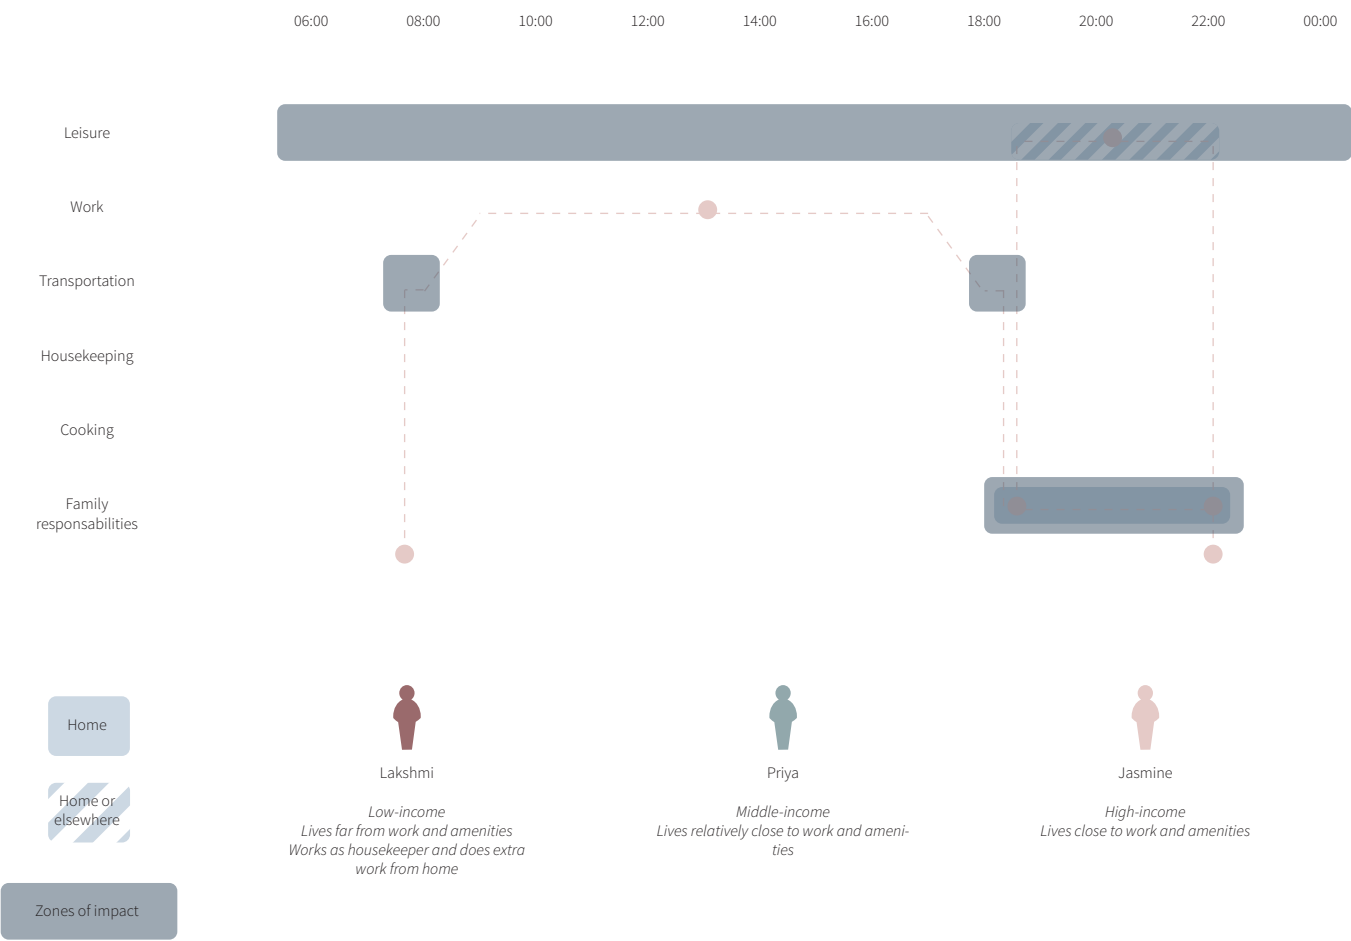 06:00 08:00 10:00 12:00 14:00 16:00 18:00 20:00 22:00 00:00
Leisure
Work
Transportation
Housekeeping
Cooking
Family
responsabilities
Home
Home or
elsewhere
Zones of impact
Lakshmi
Low-income
Lives far from work and amenities
Works as housekeeper and does extra
work from home
Priya
Middle-income
Lives relatively close to work and ameni-
ties
Jasmine
High-income
Lives close to work and amenities